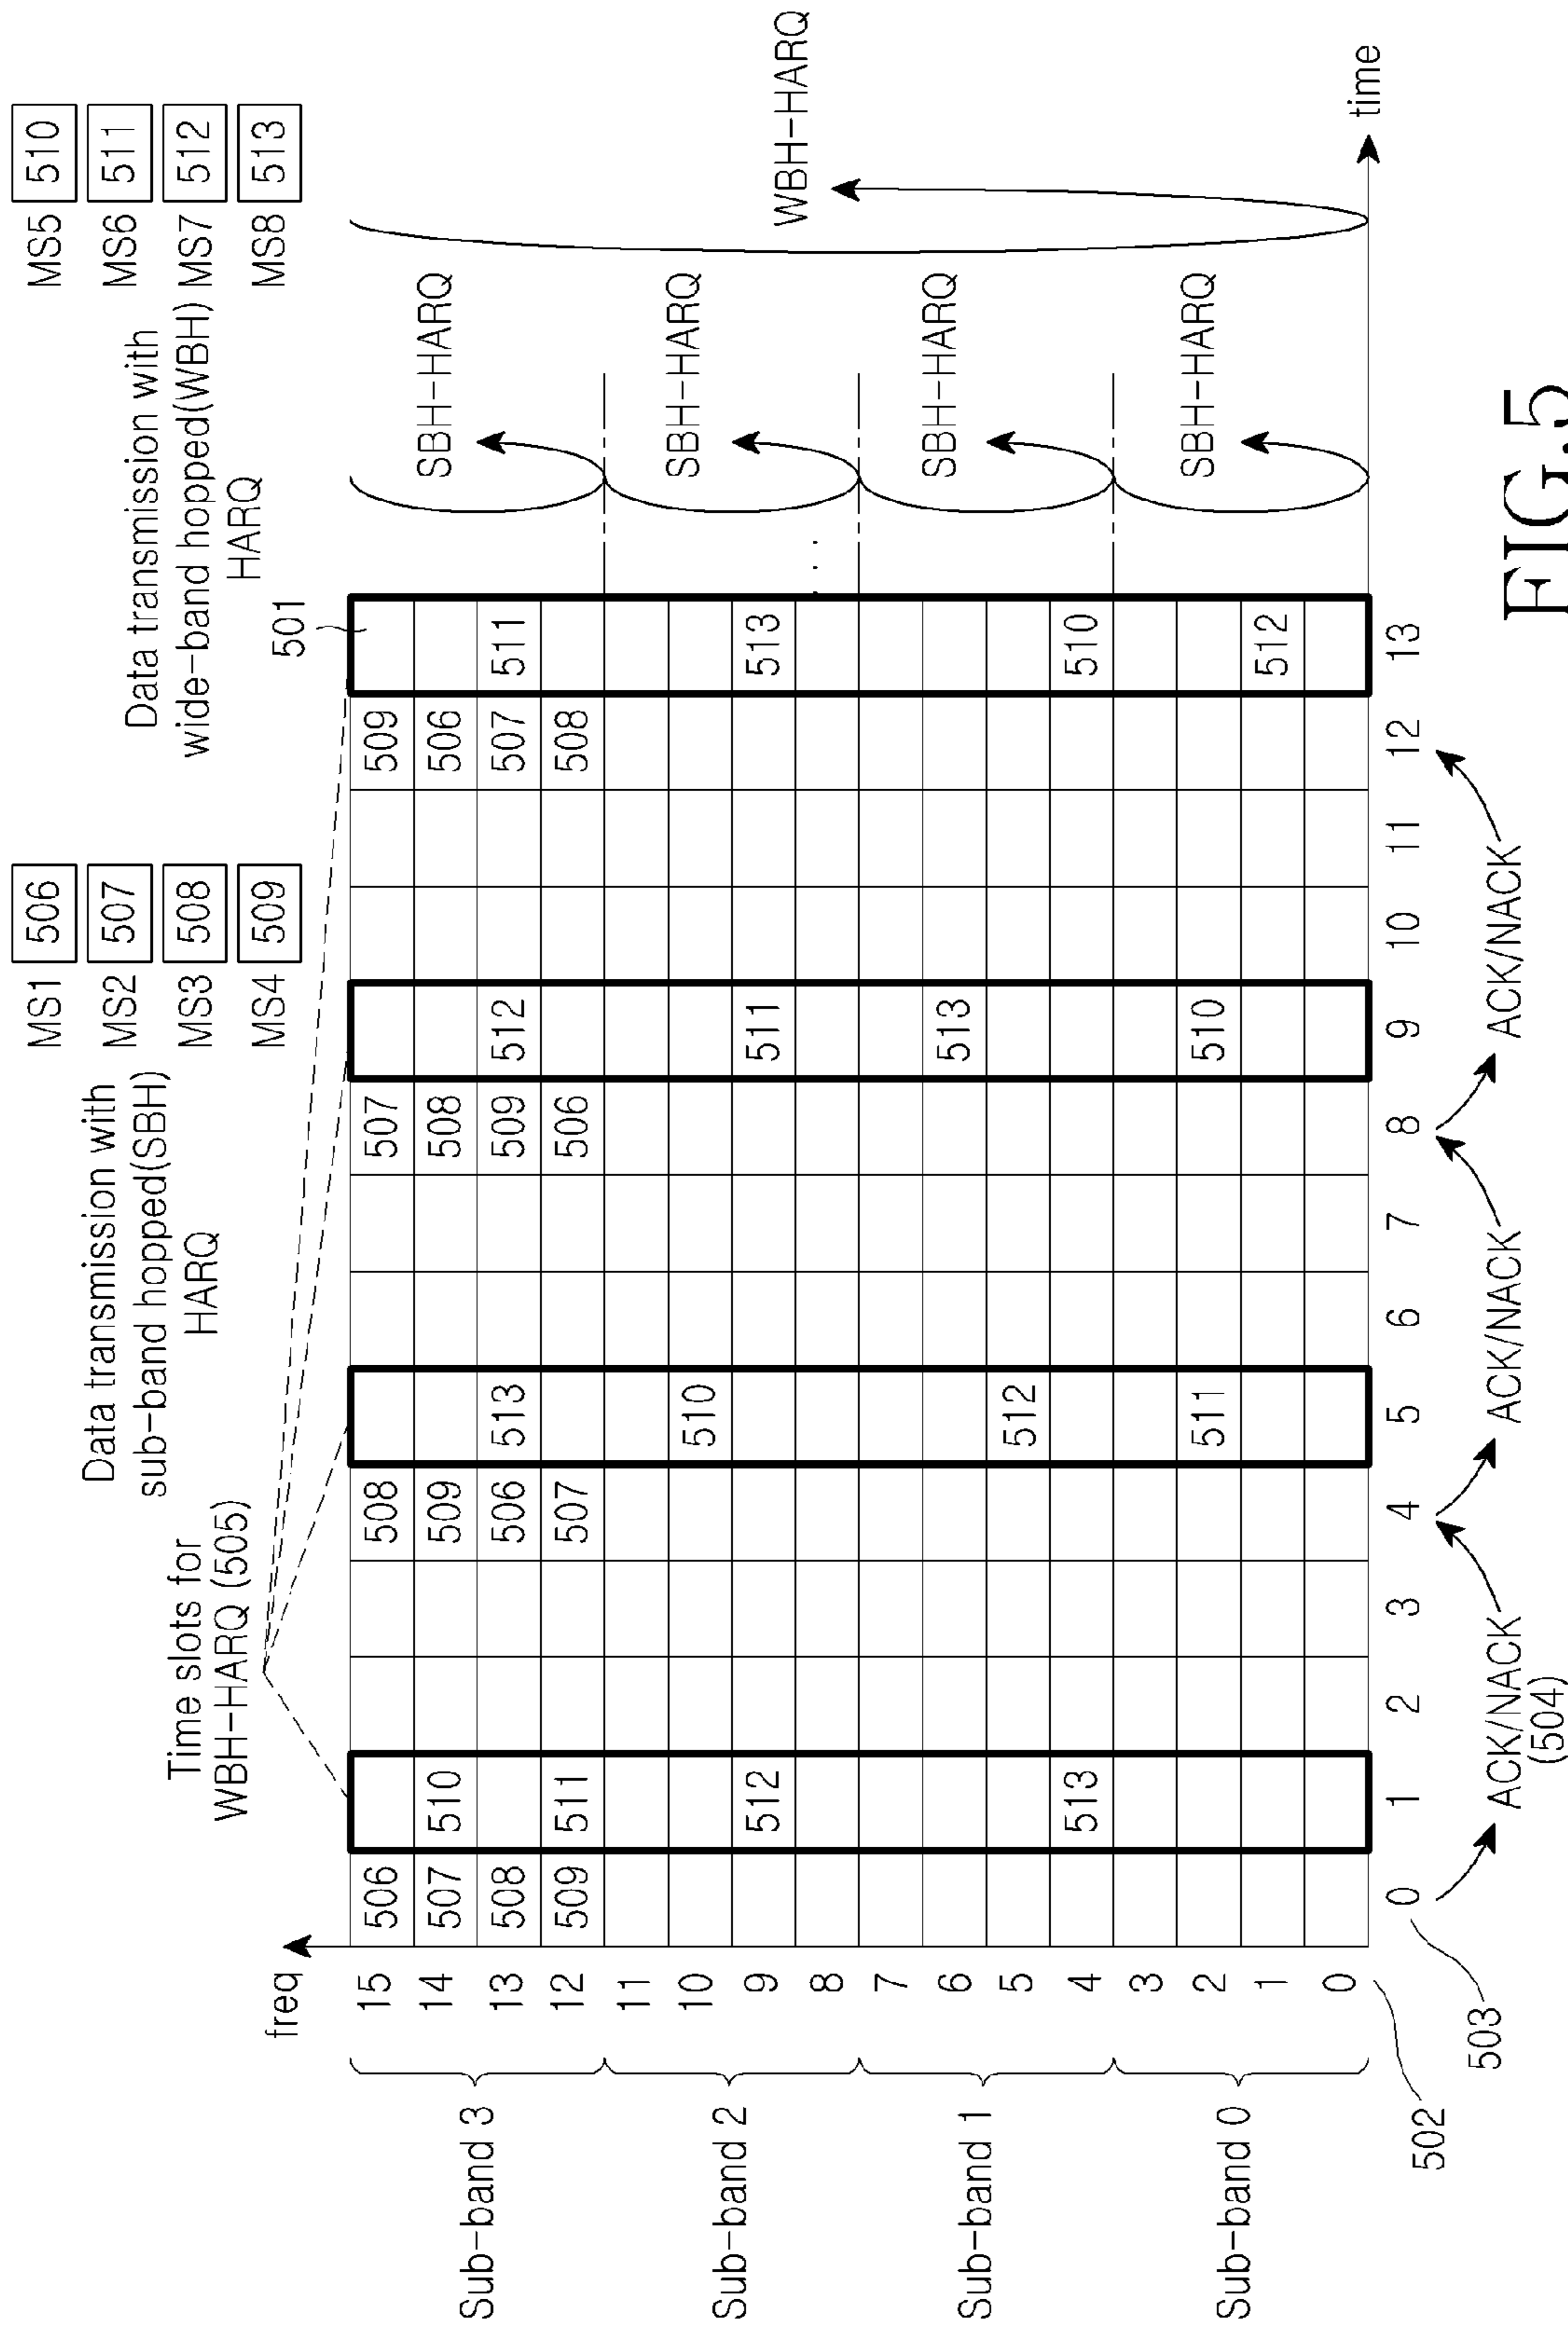 Time slots for
WBH-HARQ (505)
Data transmission with
sub-band hopped(SBH)
HARQ
MS1 506
MS2 507
MS3 508
MS4 509
Data transmission with
wide-band hopped(WBH)
HARQ
MS5 510
MS6 511
MS7 512
MS8 513
501
freq
Sub-band 3
Sub-band 2
Sub-band 1
Sub-band 0
15 506 508 507 509
14 507 510 509 508 506
13 508 506 513 509 512 507 511
12 509 511 507 506 508
11
10 510
9 512 511 513
8
7
6 513
5 512
4 513 510
3
2 511 510
1 512
0
...
SBH-HARQ
SBH-HARQ
SBH-HARQ
SBH-HARQ
WBH-HARQ
0 1 2 3 4 5 6 7 8 9 10 11 12 13
time
502
503
ACK/NACK
(504)
ACK/NACK
ACK/NACK
FIG.5